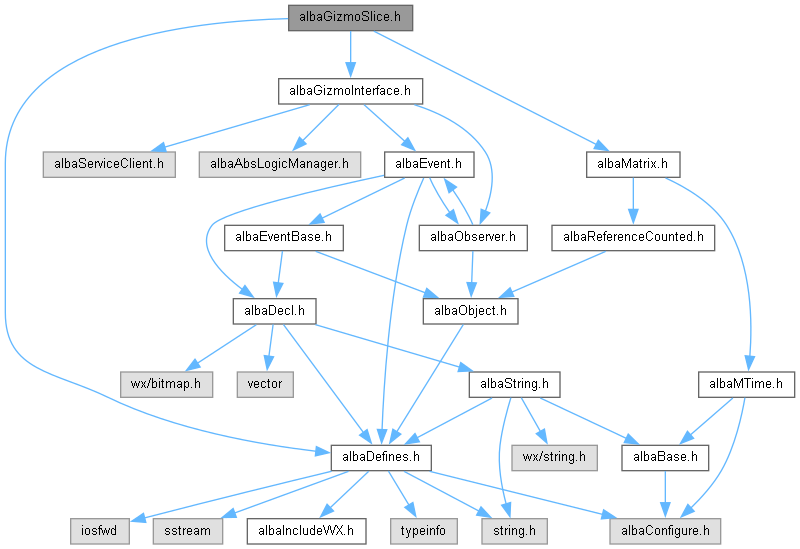 albaGizmoSlice.h
albaGizmoInterface.h
albaServiceClient.h
albaAbsLogicManager.h
albaEvent.h
albaMatrix.h
albaEventBase.h
albaObserver.h
albaReferenceCounted.h
albaDecl.h
albaObject.h
wx/bitmap.h
vector
albaString.h
albaMTime.h
albaDefines.h
wx/string.h
albaBase.h
iosfwd
sstream
albaIncludeWX.h
typeinfo
string.h
albaConfigure.h